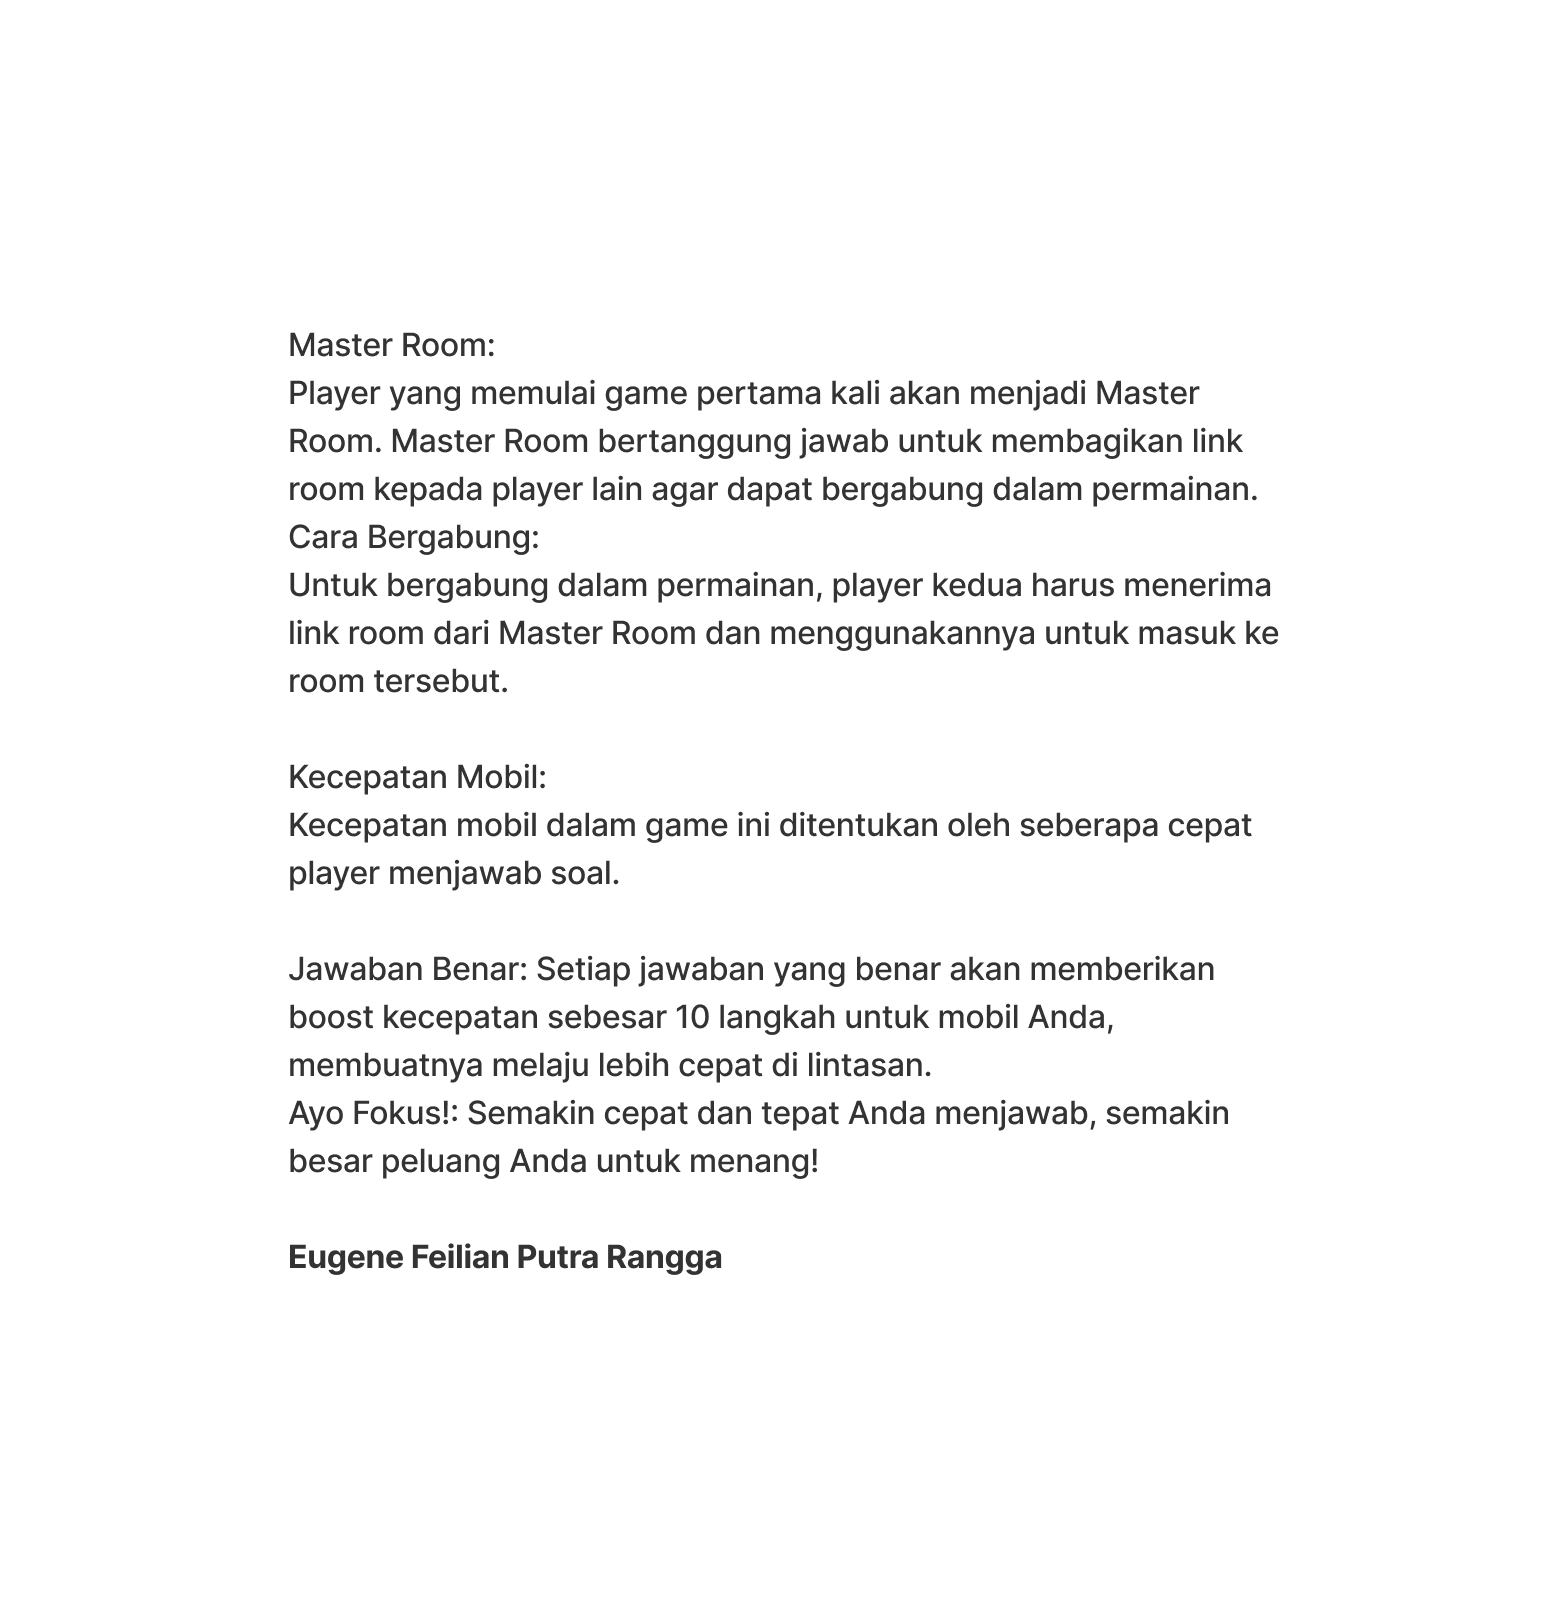 Master Room:
Player yang memulai game pertama kali akan menjadi Master
Room. Master Room bertanggung jawab untuk membagikan link
room kepada player lain agar dapat bergabung dalam permainan.
Cara Bergabung:
Untuk bergabung dalam permainan, player kedua harus menerima
link room dari Master Room dan menggunakannya untuk masuk ke
room tersebut.
Kecepatan Mobil:
Kecepatan mobil dalam game ini ditentukan oleh seberapa cepat
player menjawab soal.
Jawaban Benar: Setiap jawaban yang benar akan memberikan
boost kecepatan sebesar 10 langkah untuk mobil Anda,
membuatnya melaju lebih cepat di lintasan.
Ayo Fokus!: Semakin cepat dan tepat Anda menjawab, semakin
besar peluang Anda untuk menang!
Eugene Feilian Putra Rangga